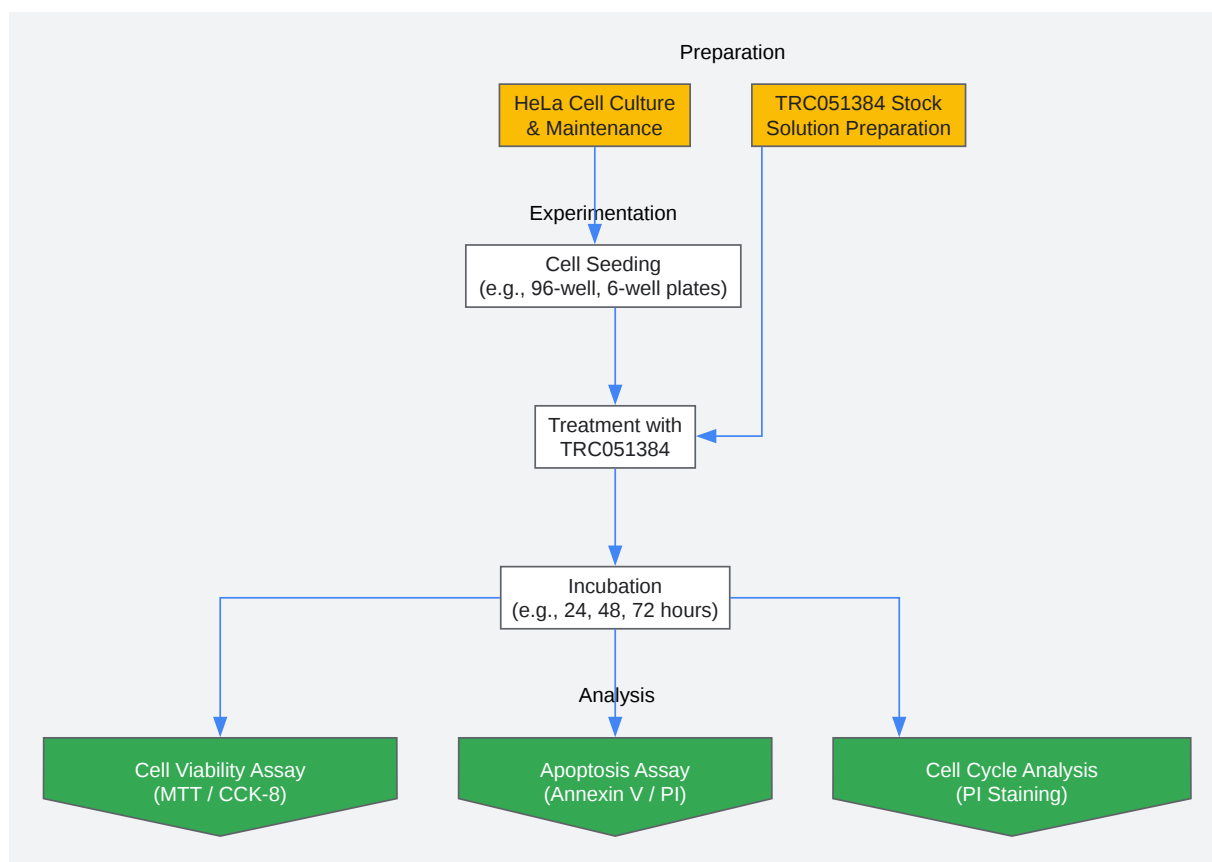 Preparation
HeLa Cell Culture
& Maintenance
TRC051384 Stock
Solution Preparation
Experimentation
Cell Seeding
(e.g., 96-well, 6-well plates)
Treatment with
TRC051384
Incubation
(e.g., 24, 48, 72 hours)
Analysis
Cell Viability Assay
(MTT / CCK-8)
Apoptosis Assay
(Annexin V / PI)
Cell Cycle Analysis
(PI Staining)